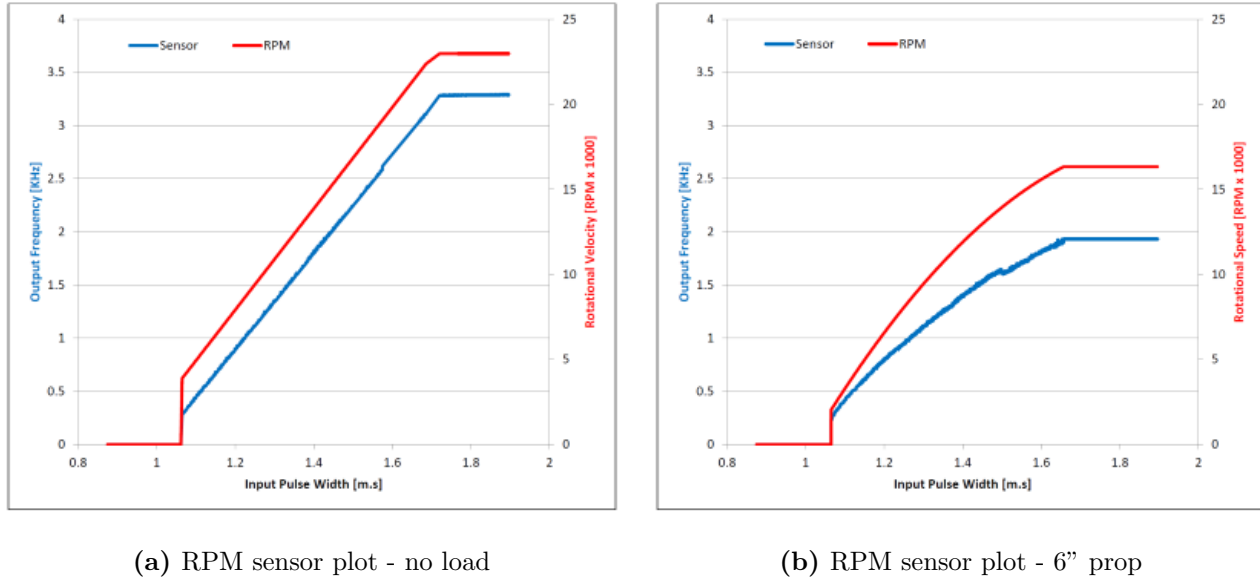 4
3.5
3
2.5
2
1.5
1
0.5
0
25
20
15
10
5
0
0.8 1 1.2 1.4 1.6 1.8 2
Sensor RPM
Output Frequency [KHz]
Rotational Velocity [RPM x 1000]
Input Pulse Width [m.s]
(a) RPM sensor plot - no load
4
3.5
3
2.5
2
1.5
1
0.5
0
25
20
15
10
5
0
0.8 1 1.2 1.4 1.6 1.8 2
Sensor RPM
Output Frequency [KHz]
Rotational Speed [RPM x 1000]
Input Pulse Width [m.s]
(b) RPM sensor plot - 6” prop